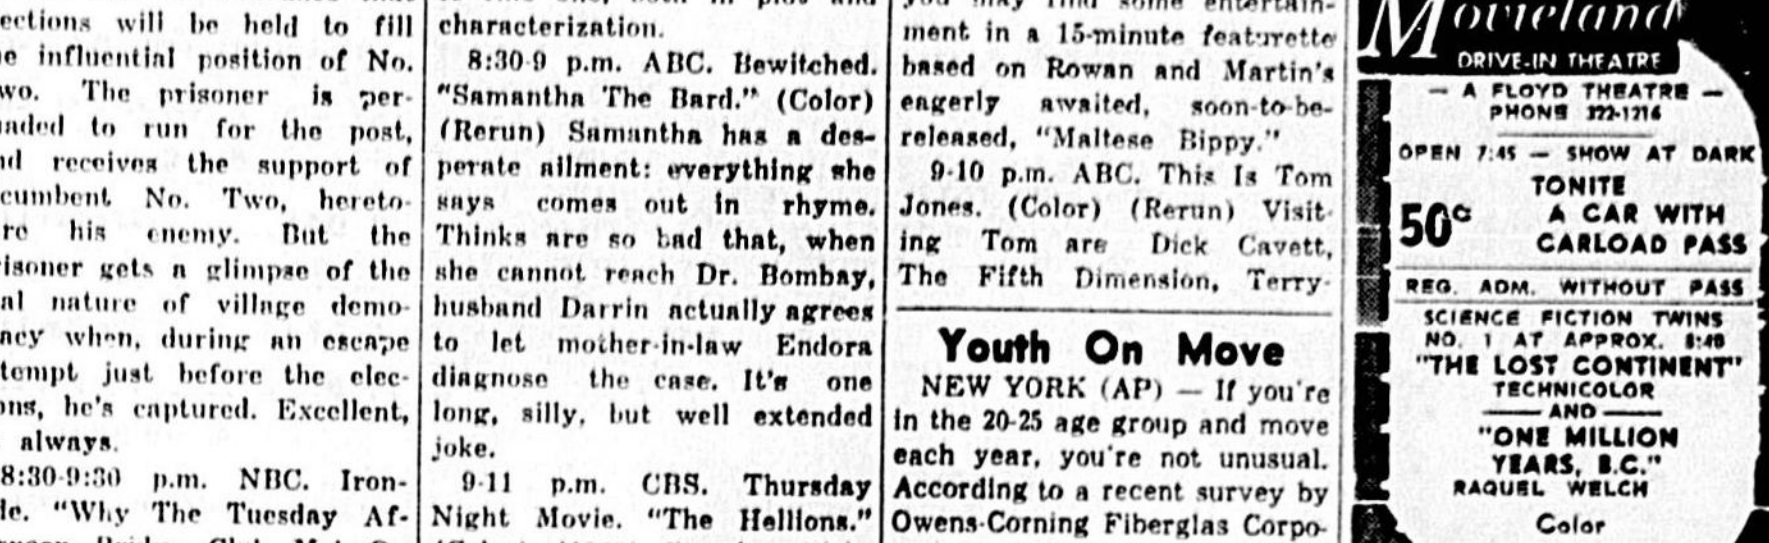 ections will be held to fill
e influential position of No.
wo. The prisoner is per-
aded to run for the post,
nd receives the support of
cumbent No. Two, hereto-
re his enemy. But the
risoner gets a glimpse of the
al nature of village demo-
acy when, during an escape
tempt just before the elec-
ons, he's captured. Excellent,
always.
8:30-9:30 p.m. NBC. Iron-
de. "Why The Tuesday Af-
characterization.
8:30-9 p.m. ABC. Bewitched.
"Samantha The Bard." (Color)
(Rerun) Samantha has a des-
perate ailment: everything she
says comes out in rhyme.
Thinks are so bad that, when
she cannot reach Dr. Bombay,
husband Darrin actually agrees
to let mother-in-law Endora
diagnose the case. It's one
long, silly, but well extended
joke.
9-11 p.m. CBS. Thursday
Night Movie. "The Hellions."
you may find some entertain-
ment in a 15-minute featurette
based on Rowan and Martin's
eagerly awaited, soon-to-be-
released, "Maltese Bippy."
9-10 p.m. ABC. This Is Tom
Jones. (Color) (Rerun) Visit-
ing Tom are Dick Cavett,
The Fifth Dimension, Terry-
Youth On Move
NEW YORK (AP) — If you're
in the 20-25 age group and move
each year, you're not unusual.
According to a recent survey by
Owens-Corning Fiberglas Corpo-
Movieland
DRIVE-IN THEATRE
— A FLOYD THEATRE —
PHONE 322-1216
OPEN 7:45 — SHOW AT DARK
TONITE
50c A CAR WITH
CARLOAD PASS
REG. ADM. WITHOUT PASS
SCIENCE FICTION TWINS
NO. 1 AT APPROX. 8:40
"THE LOST CONTINENT"
TECHNICOLOR
— AND —
"ONE MILLION
YEARS, B.C."
RAQUEL WELCH
Color